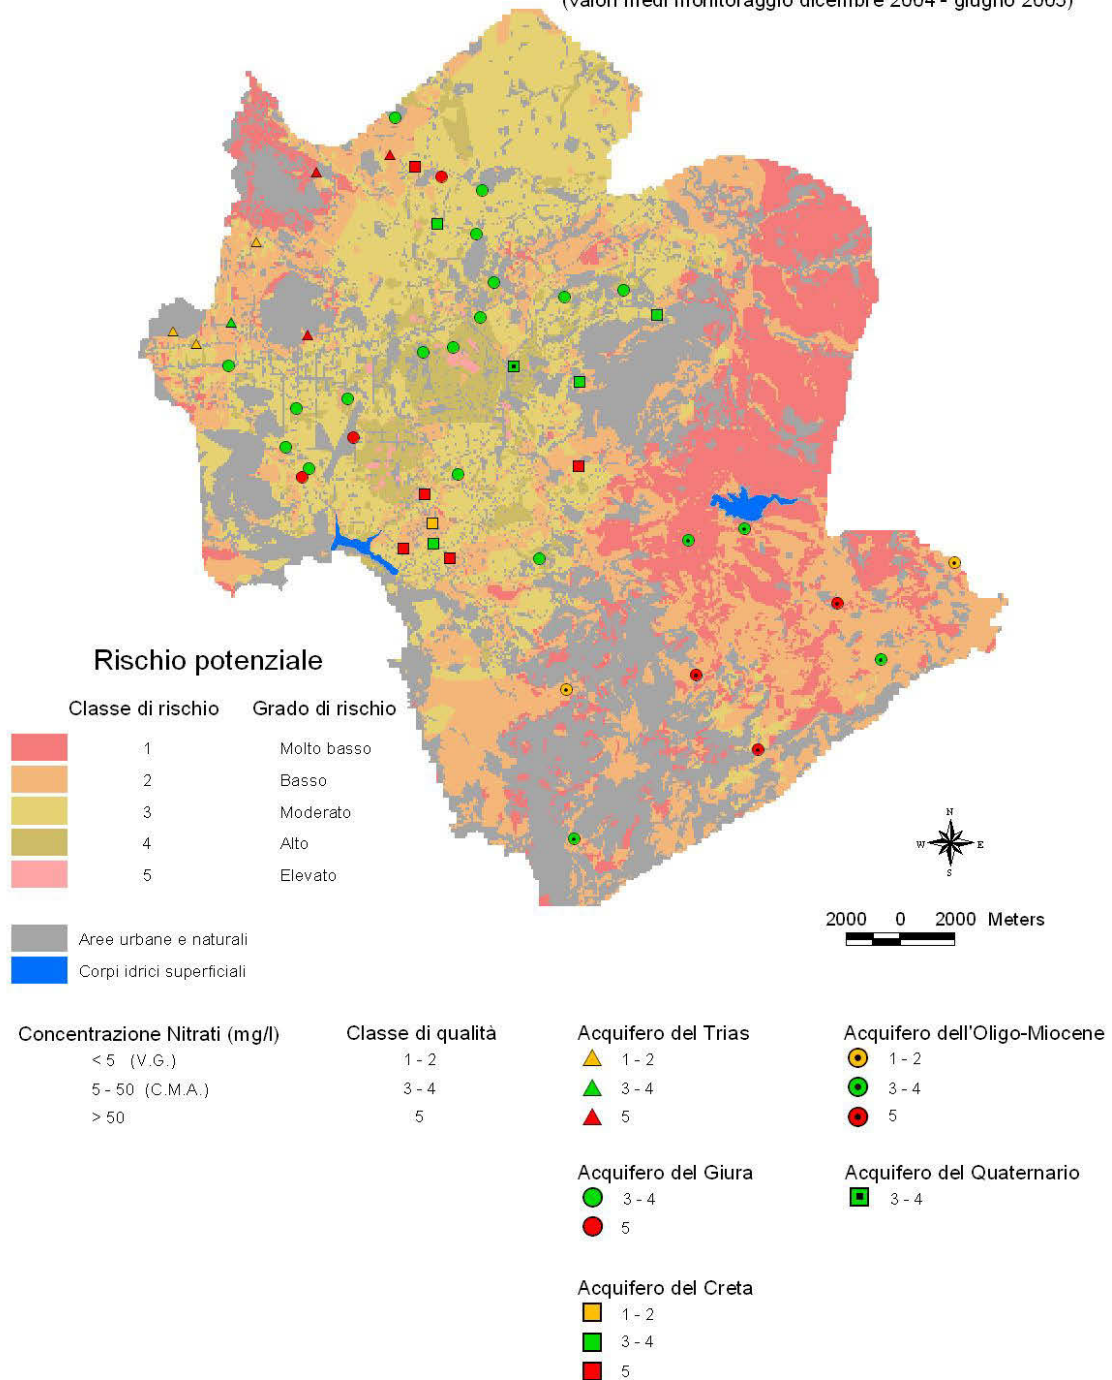 (valori medi monitoraggio dicembre 2004 - giugno 2005)
Rischio potenziale
Classe di rischio Grado di rischio
1 Molto basso
2 Basso
3 Moderato
4 Alto
5 Elevato
Aree urbane e naturali
Corpi idrici superficiali
N
W E
S
2000 0 2000 Meters
Concentrazione Nitrati (mg/l) Classe di qualità
< 5 (V.G.) 1 - 2
5 - 50 (C.M.A.) 3 - 4
> 50 5
Acquifero del Trias
1 - 2
3 - 4
5
Acquifero dell'Oligo-Miocene
1 - 2
3 - 4
5
Acquifero del Giura
3 - 4
5
Acquifero del Quaternario
3 - 4
Acquifero del Creta
1 - 2
3 - 4
5